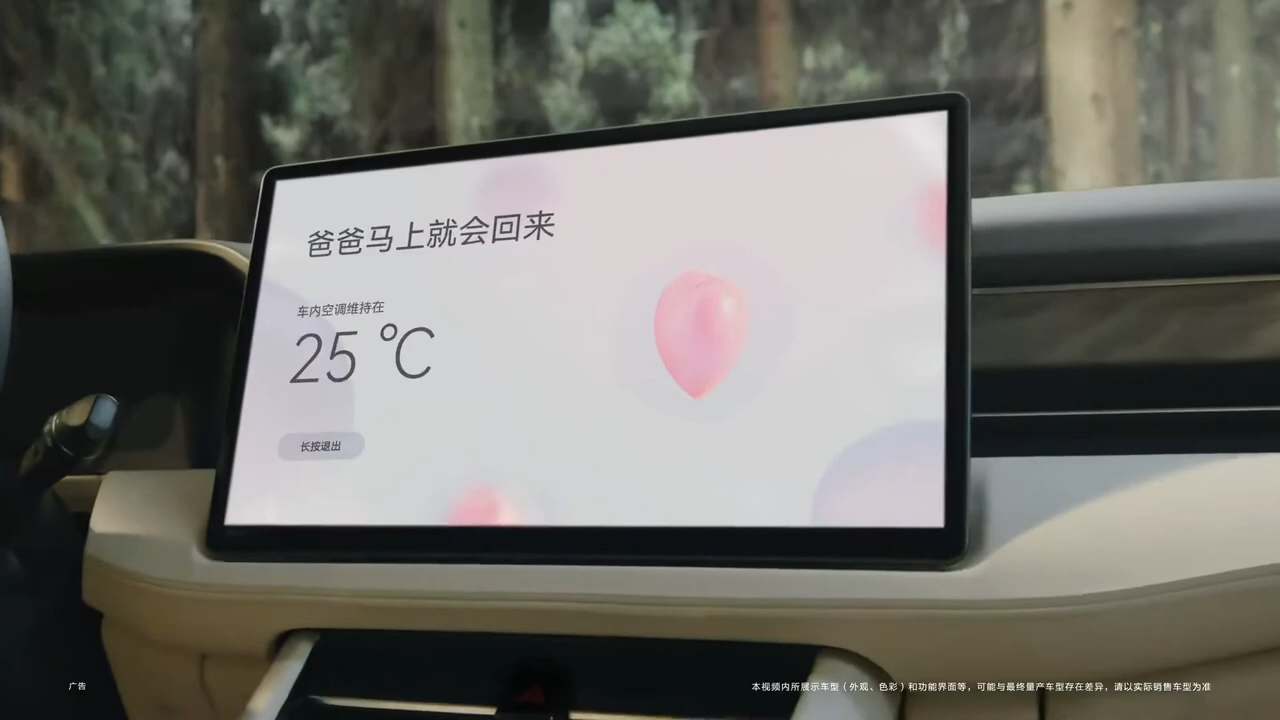 爸爸马上就会回来
车内空调维持在
25 ℃
长按退出
广告
本视频内所展示车型（外观、色彩）和功能界面等，可能与最终量产车型存在差异，请以实际销售车型为准